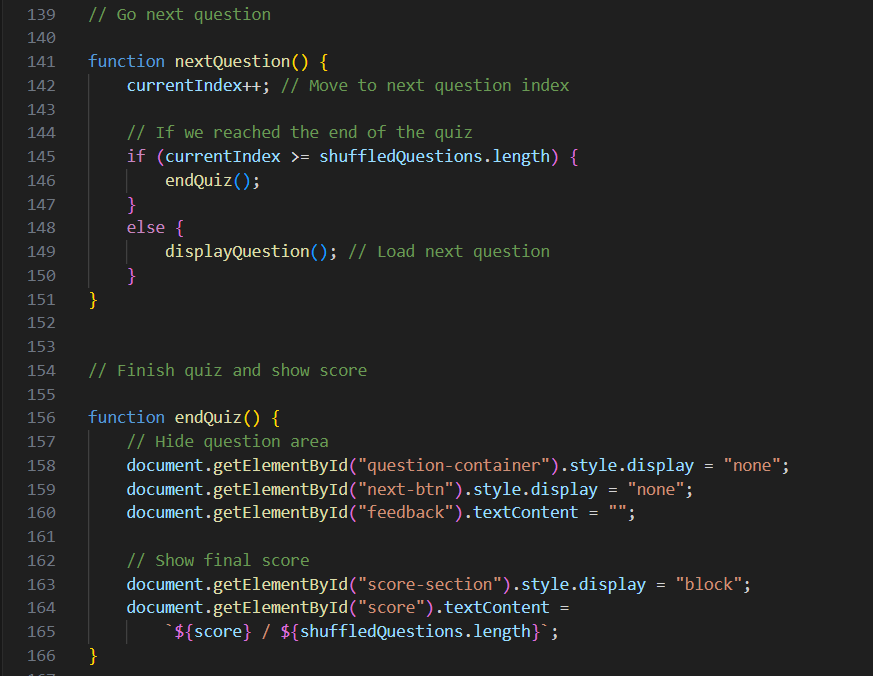 139 // Go next question
140
141 function nextQuestion() {
142     currentIndex++; // Move to next question index
143
144     // If we reached the end of the quiz
145     if (currentIndex >= shuffledQuestions.length) {
146         endQuiz();
147     }
148     else {
149         displayQuestion(); // Load next question
150     }
151 }
152
153
154 // Finish quiz and show score
155
156 function endQuiz() {
157     // Hide question area
158     document.getElementById("question-container").style.display = "none";
159     document.getElementById("next-btn").style.display = "none";
160     document.getElementById("feedback").textContent = "";
161
162     // Show final score
163     document.getElementById("score-section").style.display = "block";
164     document.getElementById("score").textContent =
165         `${score} / ${shuffledQuestions.length}`;
166 }